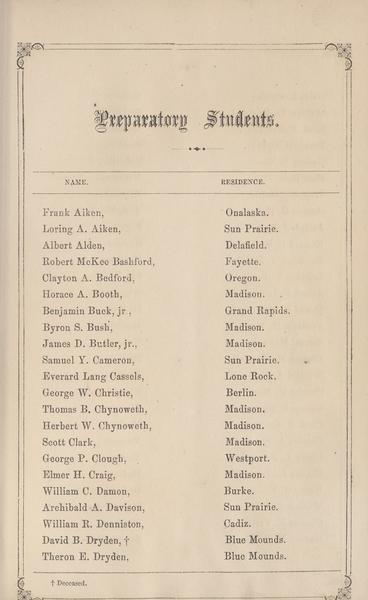 Preparatory Students.
NAME. RESIDENCE.
Frank Aiken, Onalaska.
Loring A. Aiken, Sun Prairie.
Albert Alden, Delafield.
Robert McKee Bashford, Fayette.
Clayton A. Bedford, Oregon.
Horace A. Booth, Madison.
Benjamin Buck, jr., Grand Rapids.
Byron S. Bush, Madison.
James D. Butler, jr., Madison.
Samuel Y. Cameron, Sun Prairie.
Everard Lang Cassels, Lone Rock.
George W. Christie, Berlin.
Thomas B. Chynoweth, Madison.
Herbert W. Chynoweth, Madison.
Scott Clark, Madison.
George P. Clough, Westport.
Elmer H. Craig, Madison.
William C. Damon, Burke.
Archibald A. Davison, Sun Prairie.
William R. Denniston, Cadiz.
David B. Dryden, † Blue Mounds.
Theron E. Dryden, Blue Mounds.
† Deceased.